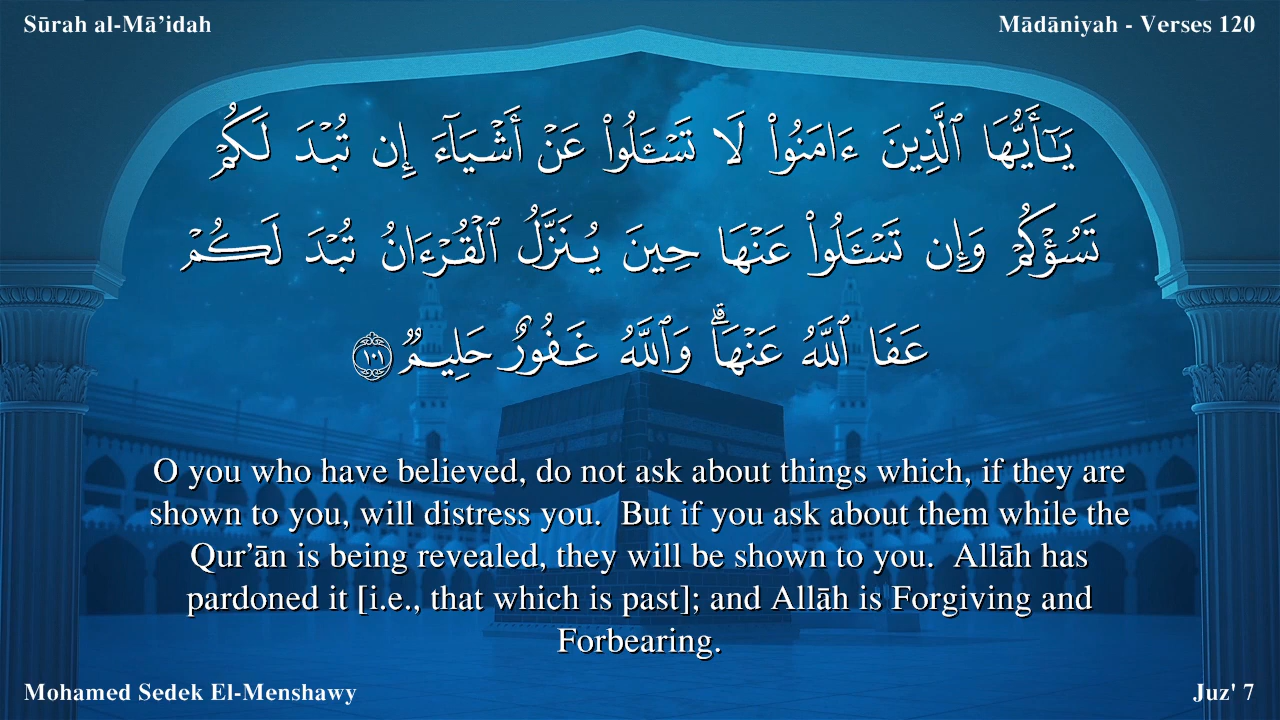 Sūrah al-Mā’idah
Mādāniyah - Verses 120
يَـٰٓأَيُّهَا ٱلَّذِينَ ءَامَنُوا۟ لَا تَسْـَٔلُوا۟ عَنْ أَشْيَآءَ إِن تُبْدَ لَكُمْ
تَسُؤْكُمْ وَإِن تَسْـَٔلُوا۟ عَنْهَا حِينَ يُنَزَّلُ ٱلْقُرْءَانُ تُبْدَ لَكُمْ
عَفَا ٱللَّهُ عَنْهَا ۗ وَٱللَّهُ غَفُورٌ حَلِيمٌ ١٠١
O you who have believed, do not ask about things which, if they are
shown to you, will distress you.  But if you ask about them while the
Qur’ān is being revealed, they will be shown to you.  Allāh has
pardoned it [i.e., that which is past]; and Allāh is Forgiving and
Forbearing.
Mohamed Sedek El-Menshawy
Juz' 7